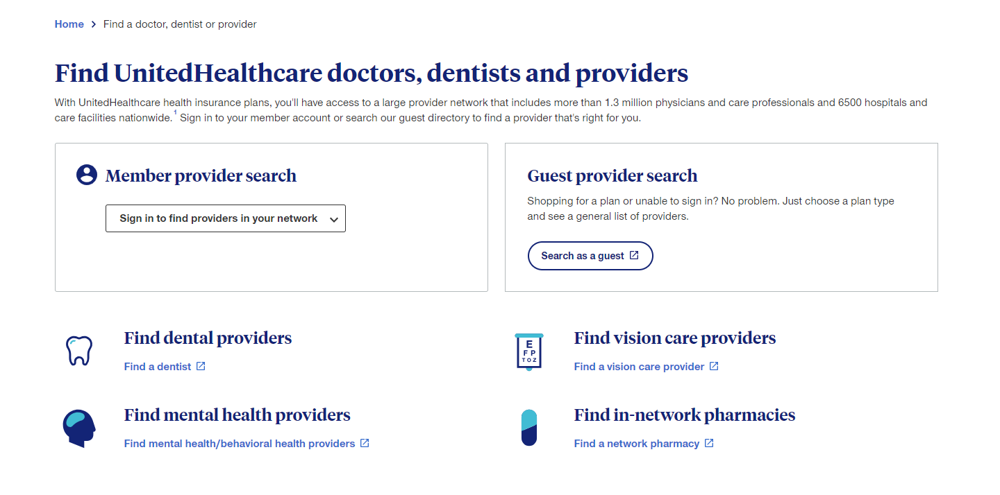 Home > Find a doctor, dentist or provider
Find UnitedHealthcare doctors, dentists and providers
With UnitedHealthcare health insurance plans, you'll have access to a large provider network that includes more than 1.3 million physicians and care professionals and 6500 hospitals and
care facilities nationwide.1 Sign in to your member account or search our guest directory to find a provider that's right for you.
Member provider search
Sign in to find providers in your network
Guest provider search
Shopping for a plan or unable to sign in? No problem. Just choose a plan type
and see a general list of providers.
Search as a guest
Find dental providers
Find a dentist
E
F P
T O Z
Find vision care providers
Find a vision care provider
Find mental health providers
Find mental health/behavioral health providers
Find in-network pharmacies
Find a network pharmacy